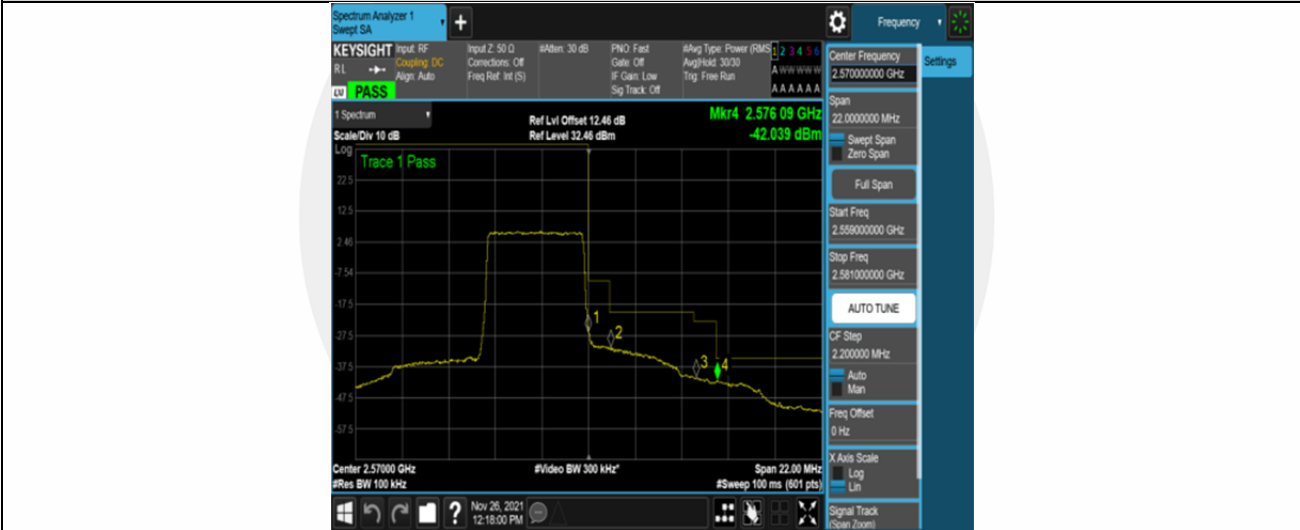 Spectrum Analyzer 1
Swept SA
Frequency
KEYSIGHT
Input: RF
Coupling: DC
Align: Auto
Input Z: 50 Ω
Corrections: Off
Freq Ref: Int (S)
#Atten: 30 dB
PNO: Fast
Gate: Off
IF Gain: Low
Sig Track: Off
#Avg Type: Power (RMS
Avg|Hold: 30/30
Trig: Free Run
1 2 3 4 5 6
A W W W W W
A A A A A A
R L
PASS
1 Spectrum
Scale/Div 10 dB
Ref Lvl Offset 12.46 dB
Ref Level 32.46 dBm
Mkr4 2.576 09 GHz
-42.039 dBm
Log
Trace 1 Pass
22.5
12.5
2.46
-7.54
-17.5
-27.5
-37.5
-47.5
-57.5
1
2
3
4
Center 2.57000 GHz
#Res BW 100 kHz
#Video BW 300 kHz*
Span 22.00 MHz
#Sweep 100 ms (601 pts)
Nov 26, 2021
12:18:00 PM
Settings
Center Frequency
2.570000000 GHz
Span
22.0000000 MHz
Swept Span
Zero Span
Full Span
Start Freq
2.559000000 GHz
Stop Freq
2.581000000 GHz
AUTO TUNE
CF Step
2.200000 MHz
Auto
Man
Freq Offset
0 Hz
X Axis Scale
Log
Lin
Signal Track
(Span Zoom)